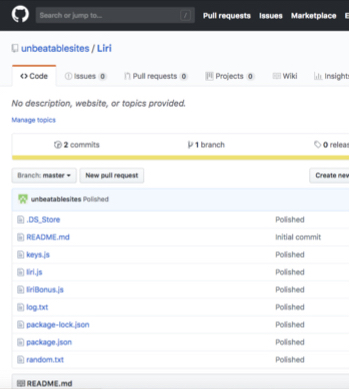 Search or jump to... / Pull requests Issues Marketplace E
unbeatablesites / Liri
Code Issues 0 Pull requests 0 Projects 0 Wiki Insights
No description, website, or topics provided.
Manage topics
2 commits 1 branch 0 relea
Branch: master New pull request Create new
unbeatablesites Polished
.DS_Store Polished
README.md Initial commit
keys.js Polished
liri.js Polished
liriBonus.js Polished
log.txt Polished
package-lock.json Polished
package.json Polished
random.txt Polished
README.md